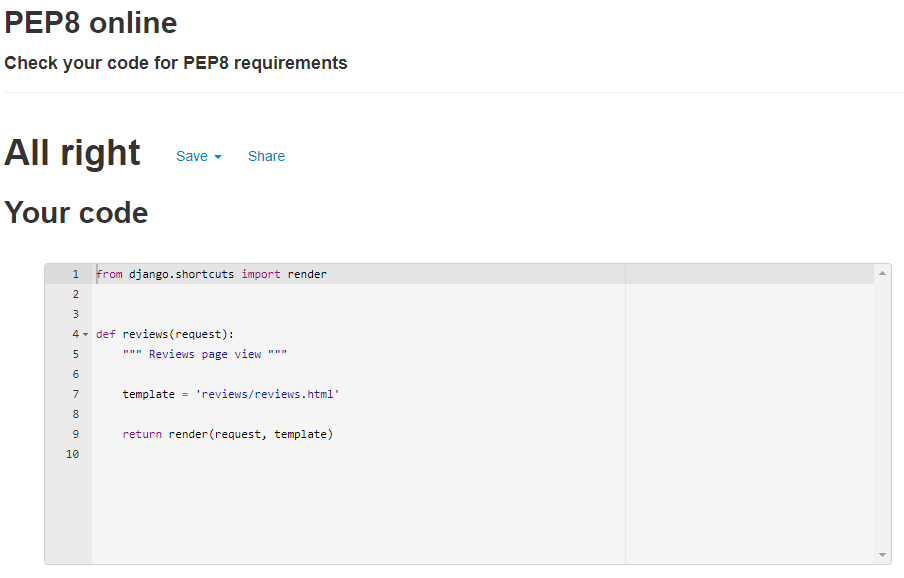 PEP8 online
Check your code for PEP8 requirements
All right Save Share
Your code
1 from django.shortcuts import render
2
3
4 def reviews(request):
5     """ Reviews page view """
6
7     template = 'reviews/reviews.html'
8
9     return render(request, template)
10